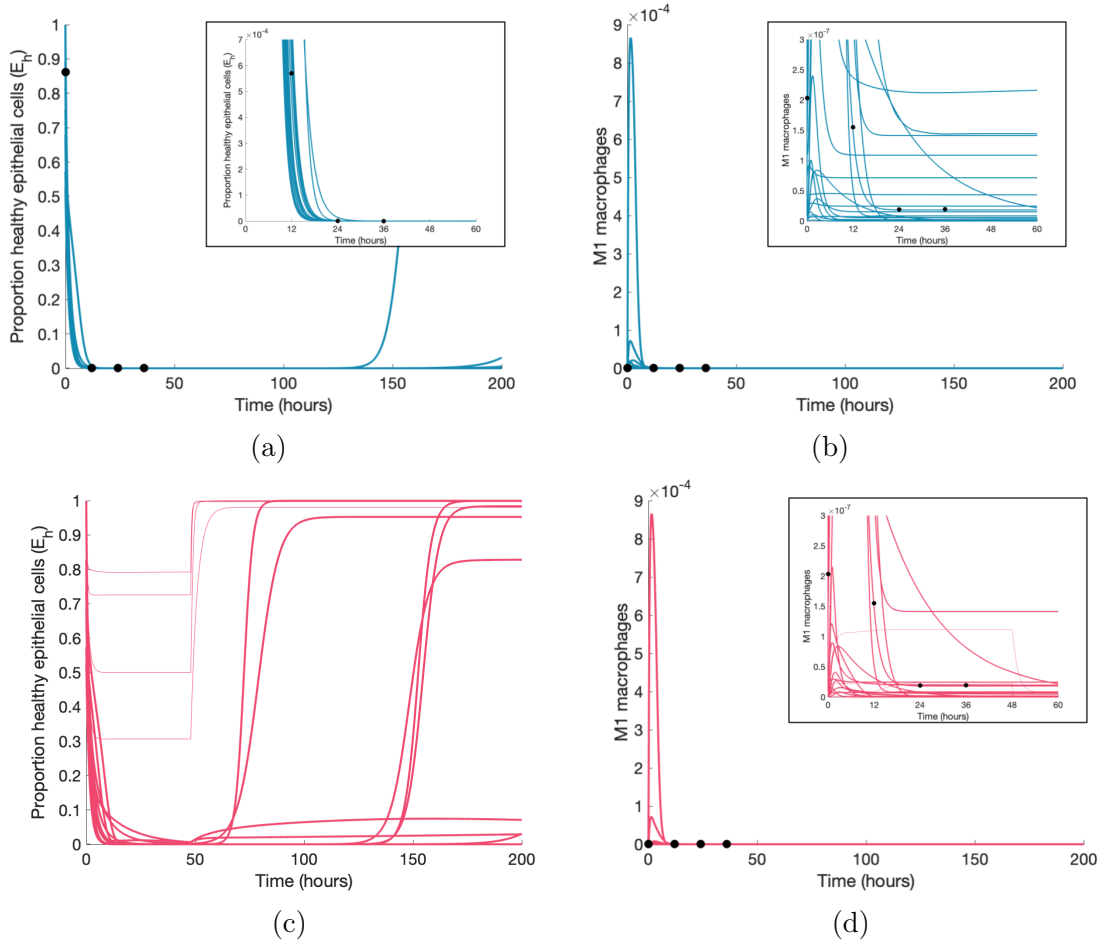 Proportion healthy epithelial cells (E_h)
1
0.9
0.8
0.7
0.6
0.5
0.4
0.3
0.2
0.1
0
0 50 100 150 200
Time (hours)
×10^-4
Proportion healthy epithelial cells (E_h)
7
6
5
4
3
2
1
0
0 12 24 36 48 60
Time (hours)
(a)
×10^-4
M1 macrophages
9
8
7
6
5
4
3
2
1
0
0 50 100 150 200
Time (hours)
×10^-7
M1 macrophages
3
2.5
2
1.5
1
0.5
0
0 12 24 36 48 60
Time (hours)
(b)
Proportion healthy epithelial cells (E_h)
1
0.9
0.8
0.7
0.6
0.5
0.4
0.3
0.2
0.1
0
0 50 100 150 200
Time (hours)
(c)
×10^-4
M1 macrophages
9
8
7
6
5
4
3
2
1
0
0 50 100 150 200
Time (hours)
×10^-7
M1 macrophages
3
2.5
2
1.5
1
0.5
0
0 12 24 36 48 60
Time (hours)
(d)